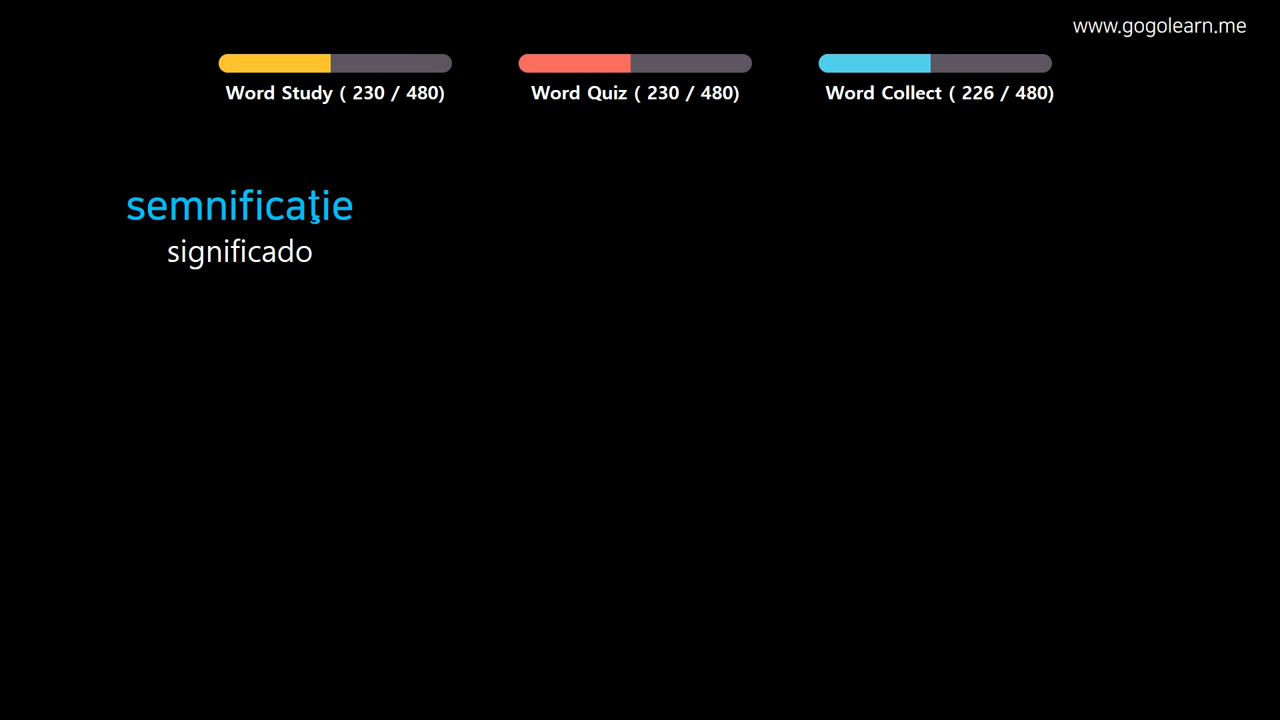 www.gogolearn.me
Word Study ( 230 / 480)
Word Quiz ( 230 / 480)
Word Collect ( 226 / 480)
semnificaţie
significado